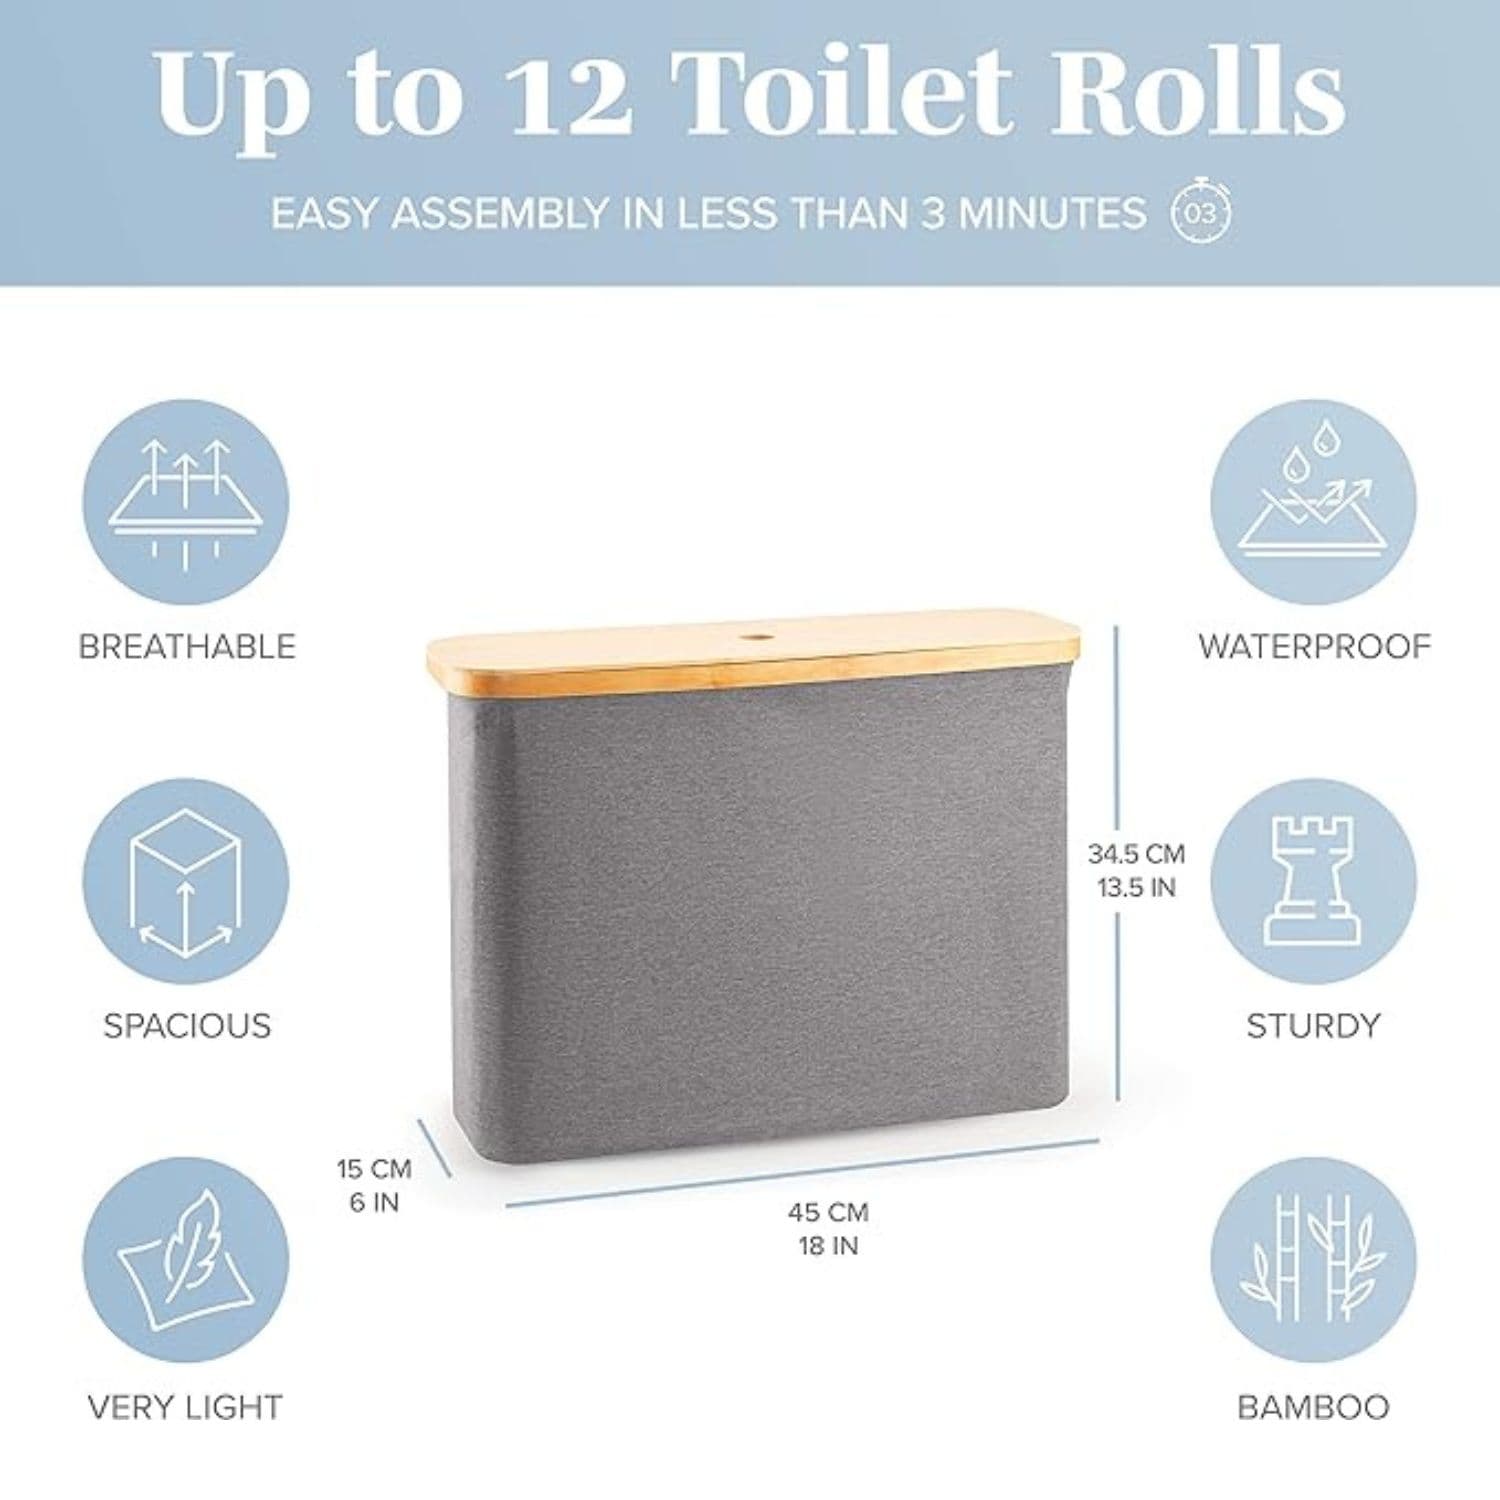 Up to 12 Toilet Rolls
EASY ASSEMBLY IN LESS THAN 3 MINUTES 03
BREATHABLE
WATERPROOF
34.5 CM
13.5 IN
SPACIOUS
STURDY
15 CM
6 IN
45 CM
18 IN
VERY LIGHT
BAMBOO